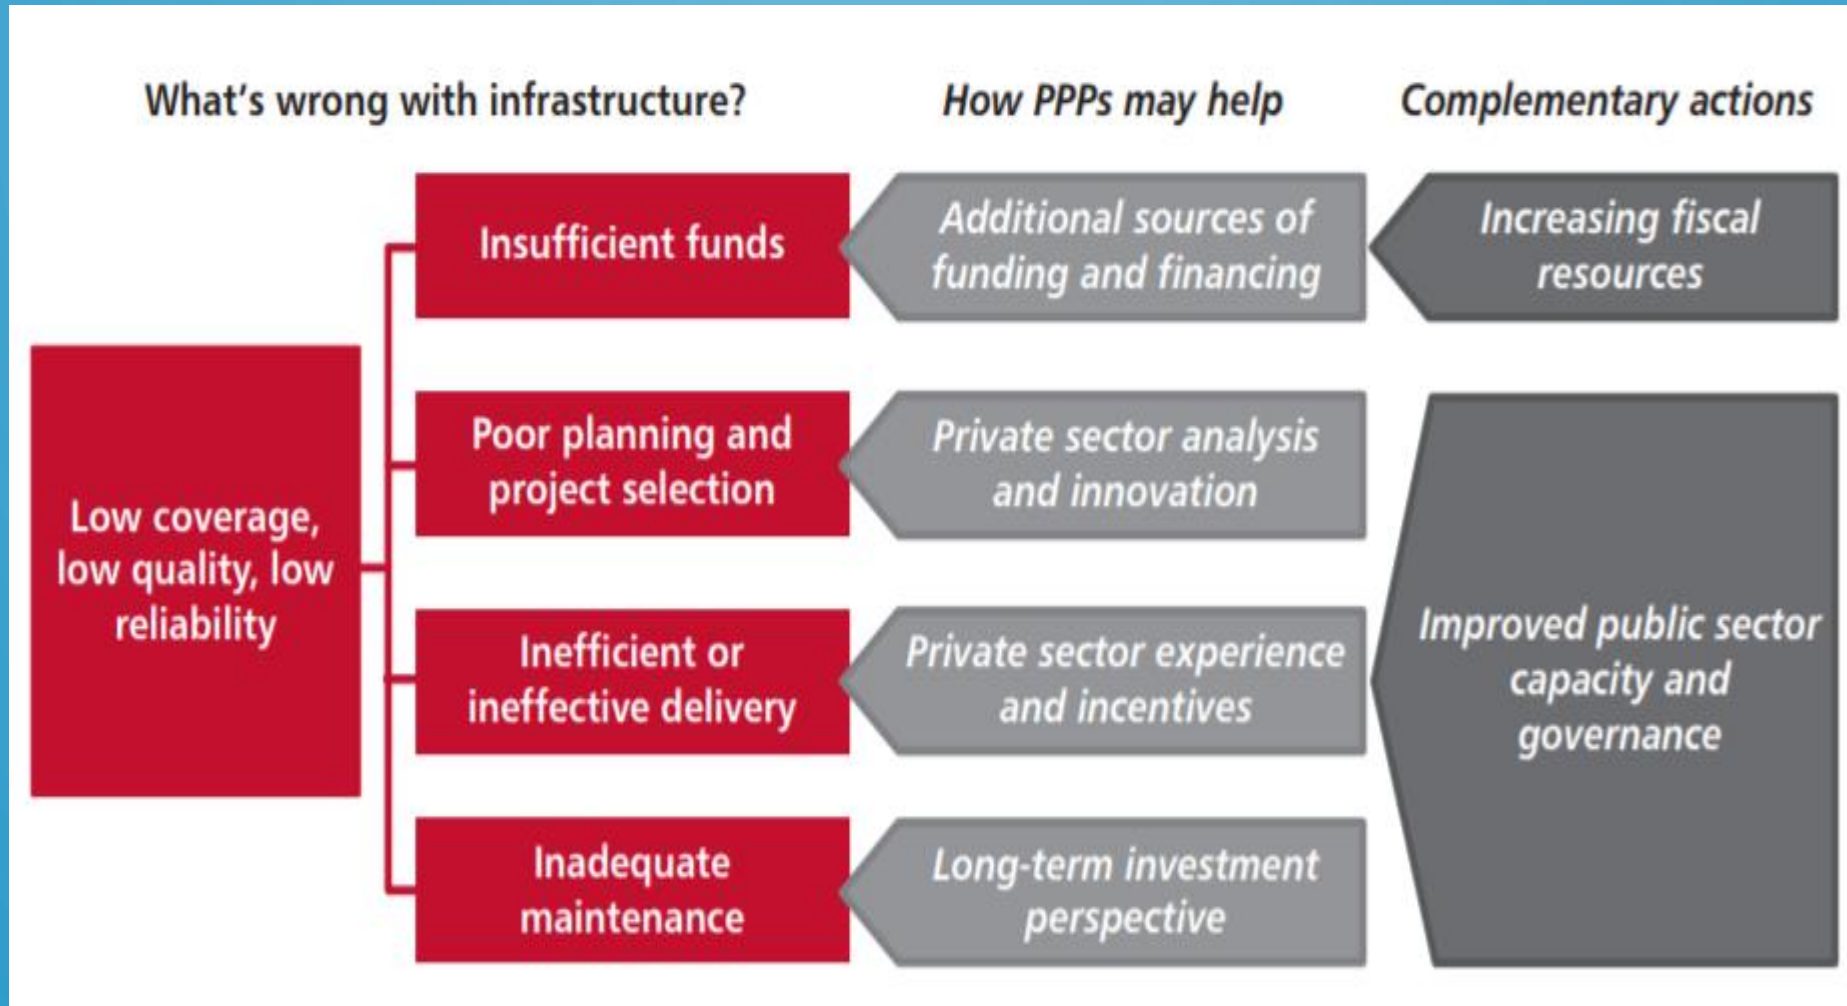 What's wrong with infrastructure?
How PPPs may help
Complementary actions
Low coverage,
low quality, low
reliability
Insufficient funds
Additional sources of
funding and financing
Increasing fiscal
resources
Poor planning and
project selection
Private sector analysis
and innovation
Inefficient or
ineffective delivery
Private sector experience
and incentives
Improved public sector
capacity and
governance
Inadequate
maintenance
Long-term investment
perspective